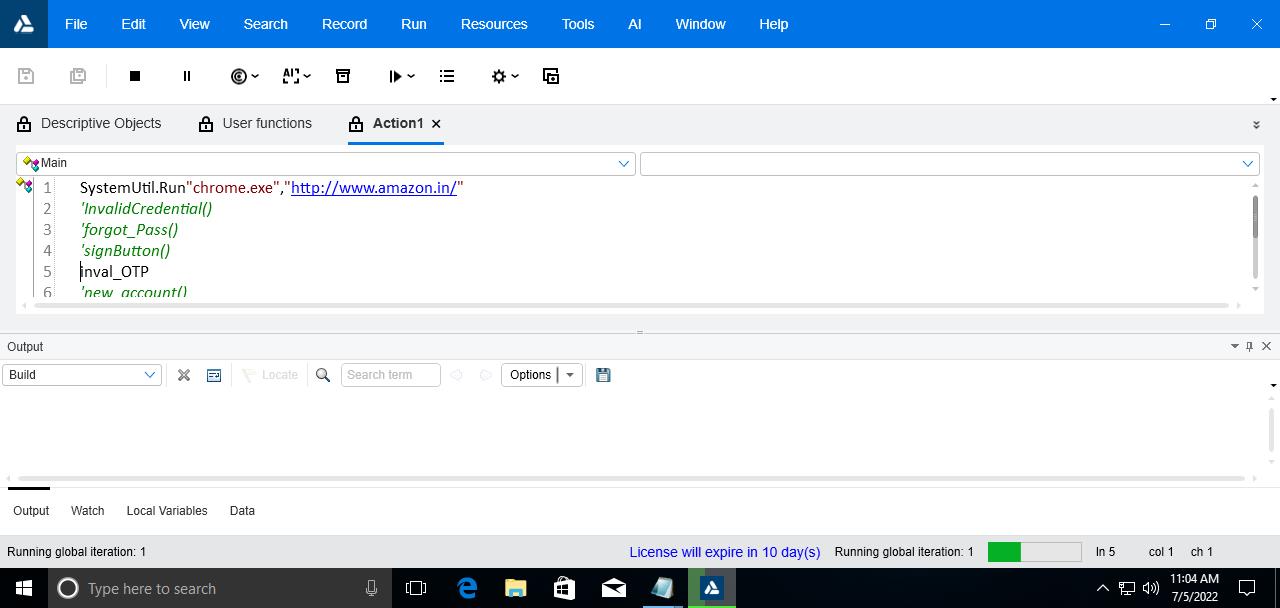 File Edit View Search Record Run Resources Tools AI Window Help
Descriptive Objects User functions Action1
Main
1 SystemUtil.Run"chrome.exe","http://www.amazon.in/"
2 'InvalidCredential()
3 'forgot_Pass()
4 'signButton()
5 inval_OTP
6 'new_account()
Output
Build Locate Search term Options
Output Watch Local Variables Data
Running global iteration: 1 License will expire in 10 day(s) Running global iteration: 1 ln 5 col 1 ch 1
Type here to search 11:04 AM
7/5/2022